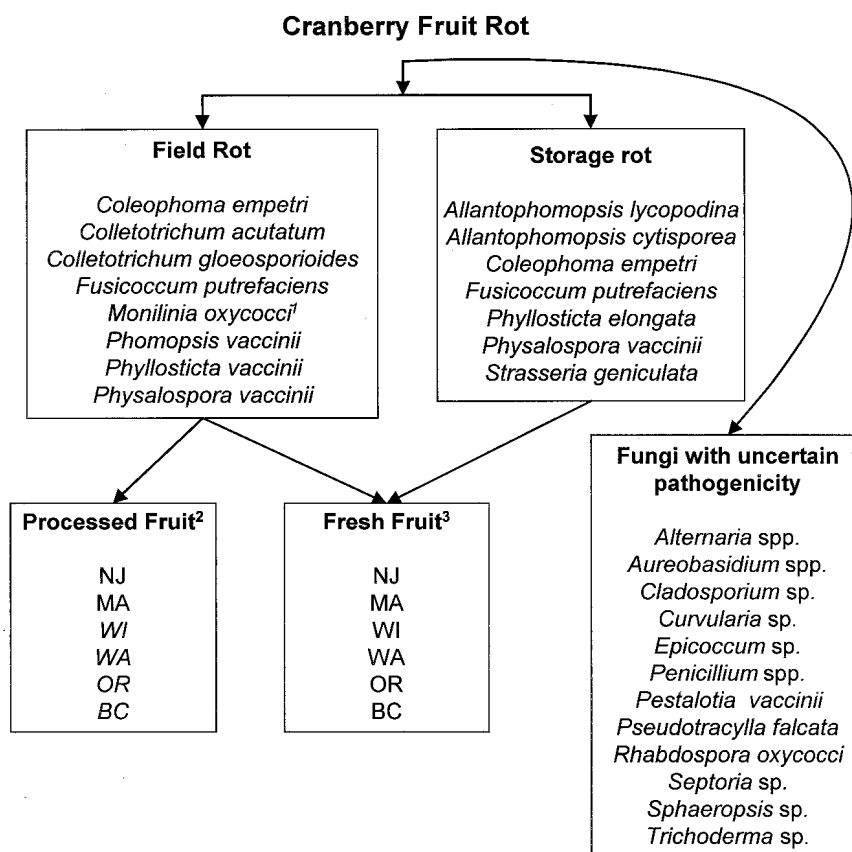 Cranberry Fruit Rot
Field Rot
Coleophoma empetri
Colletotrichum acutatum
Colletotrichum gloeosporioides
Fusicoccum putrefaciens
Monilinia oxycocci¹
Phomopsis vaccinii
Phyllosticta vaccinii
Physalospora vaccinii
Storage rot
Allantophomopsis lycopodina
Allantophomopsis cytisporea
Coleophoma empetri
Fusicoccum putrefaciens
Phyllosticta elongata
Physalospora vaccinii
Strasseria geniculata
Processed Fruit²
NJ
MA
WI
WA
OR
BC
Fresh Fruit³
NJ
MA
WI
WA
OR
BC
Fungi with uncertain
pathogenicity
Alternaria spp.
Aureobasidium spp.
Cladosporium sp.
Curvularia sp.
Epicoccum sp.
Penicillium spp.
Pestalotia vaccinii
Pseudotracylla falcata
Rhabdospora oxycocci
Septoria sp.
Sphaeropsis sp.
Trichoderma sp.